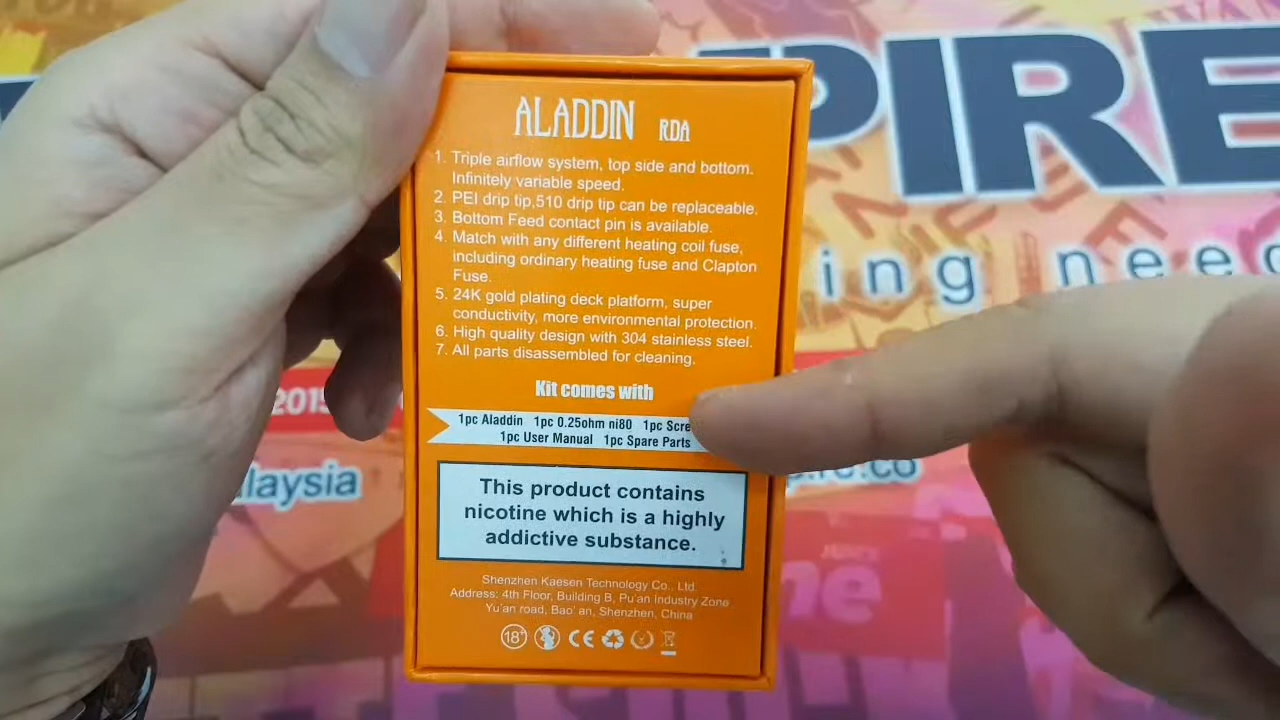 ALADDIN RDA
1. Triple airflow system, top side and bottom.
Infinitely variable speed.
2. PEI drip tip,510 drip tip can be replaceable.
3. Bottom Feed contact pin is available.
4. Match with any different heating coil fuse,
including ordinary heating fuse and Clapton
Fuse.
5. 24K gold plating deck platform, super
conductivity, more environmental protection.
6. High quality design with 304 stainless steel.
7. All parts disassembled for cleaning.
Kit comes with
1pc Aladdin 1pc 0.25ohm ni80 1pc Scre
1pc User Manual 1pc Spare Parts
This product contains
nicotine which is a highly
addictive substance.
Shenzhen Kaesen Technology Co., Ltd
Address: 4th Floor, Building B, Pu'an Industry Zone
Yu'an road, Bao' an, Shenzhen, China
18+ CE
PIRE
ing need
2015
laysia
.co
me